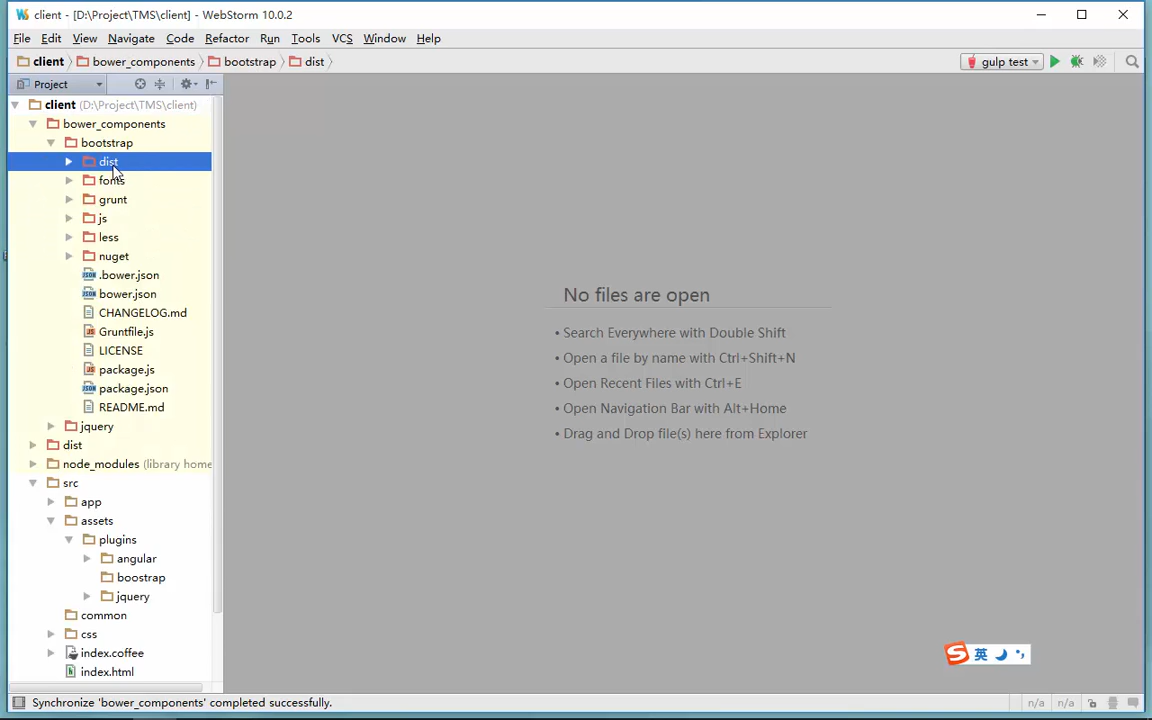 client - [D:\Project\TMS\client] - WebStorm 10.0.2
File Edit View Navigate Code Refactor Run Tools VCS Window Help
client bower_components bootstrap dist gulp test
Project
client (D:\Project\TMS\client)
bower_components
bootstrap
dist
fonts
grunt
js
less
nuget
.bower.json
bower.json
CHANGELOG.md
Gruntfile.js
LICENSE
package.js
package.json
README.md
jquery
dist
node_modules (library home
src
app
assets
plugins
angular
boostrap
jquery
common
css
index.coffee
index.html
No files are open
• Search Everywhere with Double Shift
• Open a file by name with Ctrl+Shift+N
• Open Recent Files with Ctrl+E
• Open Navigation Bar with Alt+Home
• Drag and Drop file(s) here from Explorer
S 英
Synchronize 'bower_components' completed successfully. n/a n/a